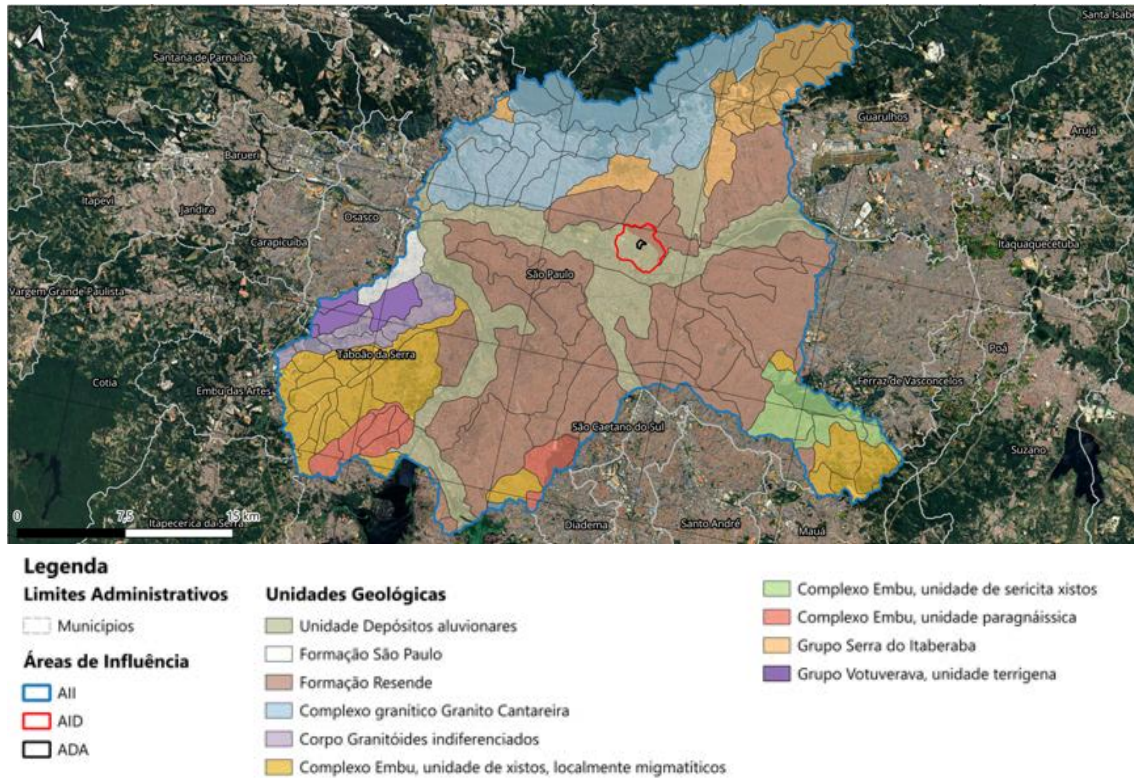 Santa Isabe
Santana de Parnaíba
Guarulhos
Arujá
Barueri
Itapevi
Jandira
Osasco
Carapicuíba
Itaquaquecetuba
São Paulo
Vargem Grande Paulista
Taboão da Serra
Poá
Cotia
Embu das Artes
Ferraz de Vasconcelos
São Caetano do Sul
Suzano
0 7,5 15 km
Itapecerica da Serra
Diadema
Santo André
Mauá
Legenda
Limites Administrativos
Municípios
Áreas de Influência
AII
AID
ADA
Unidades Geológicas
Unidade Depósitos aluvionares
Formação São Paulo
Formação Resende
Complexo granítico Granito Cantareira
Corpo Granitóides indiferenciados
Complexo Embu, unidade de xistos, localmente migmatíticos
Complexo Embu, unidade de sericita xistos
Complexo Embu, unidade paragnáissica
Grupo Serra do Itaberaba
Grupo Votuverava, unidade terrígena